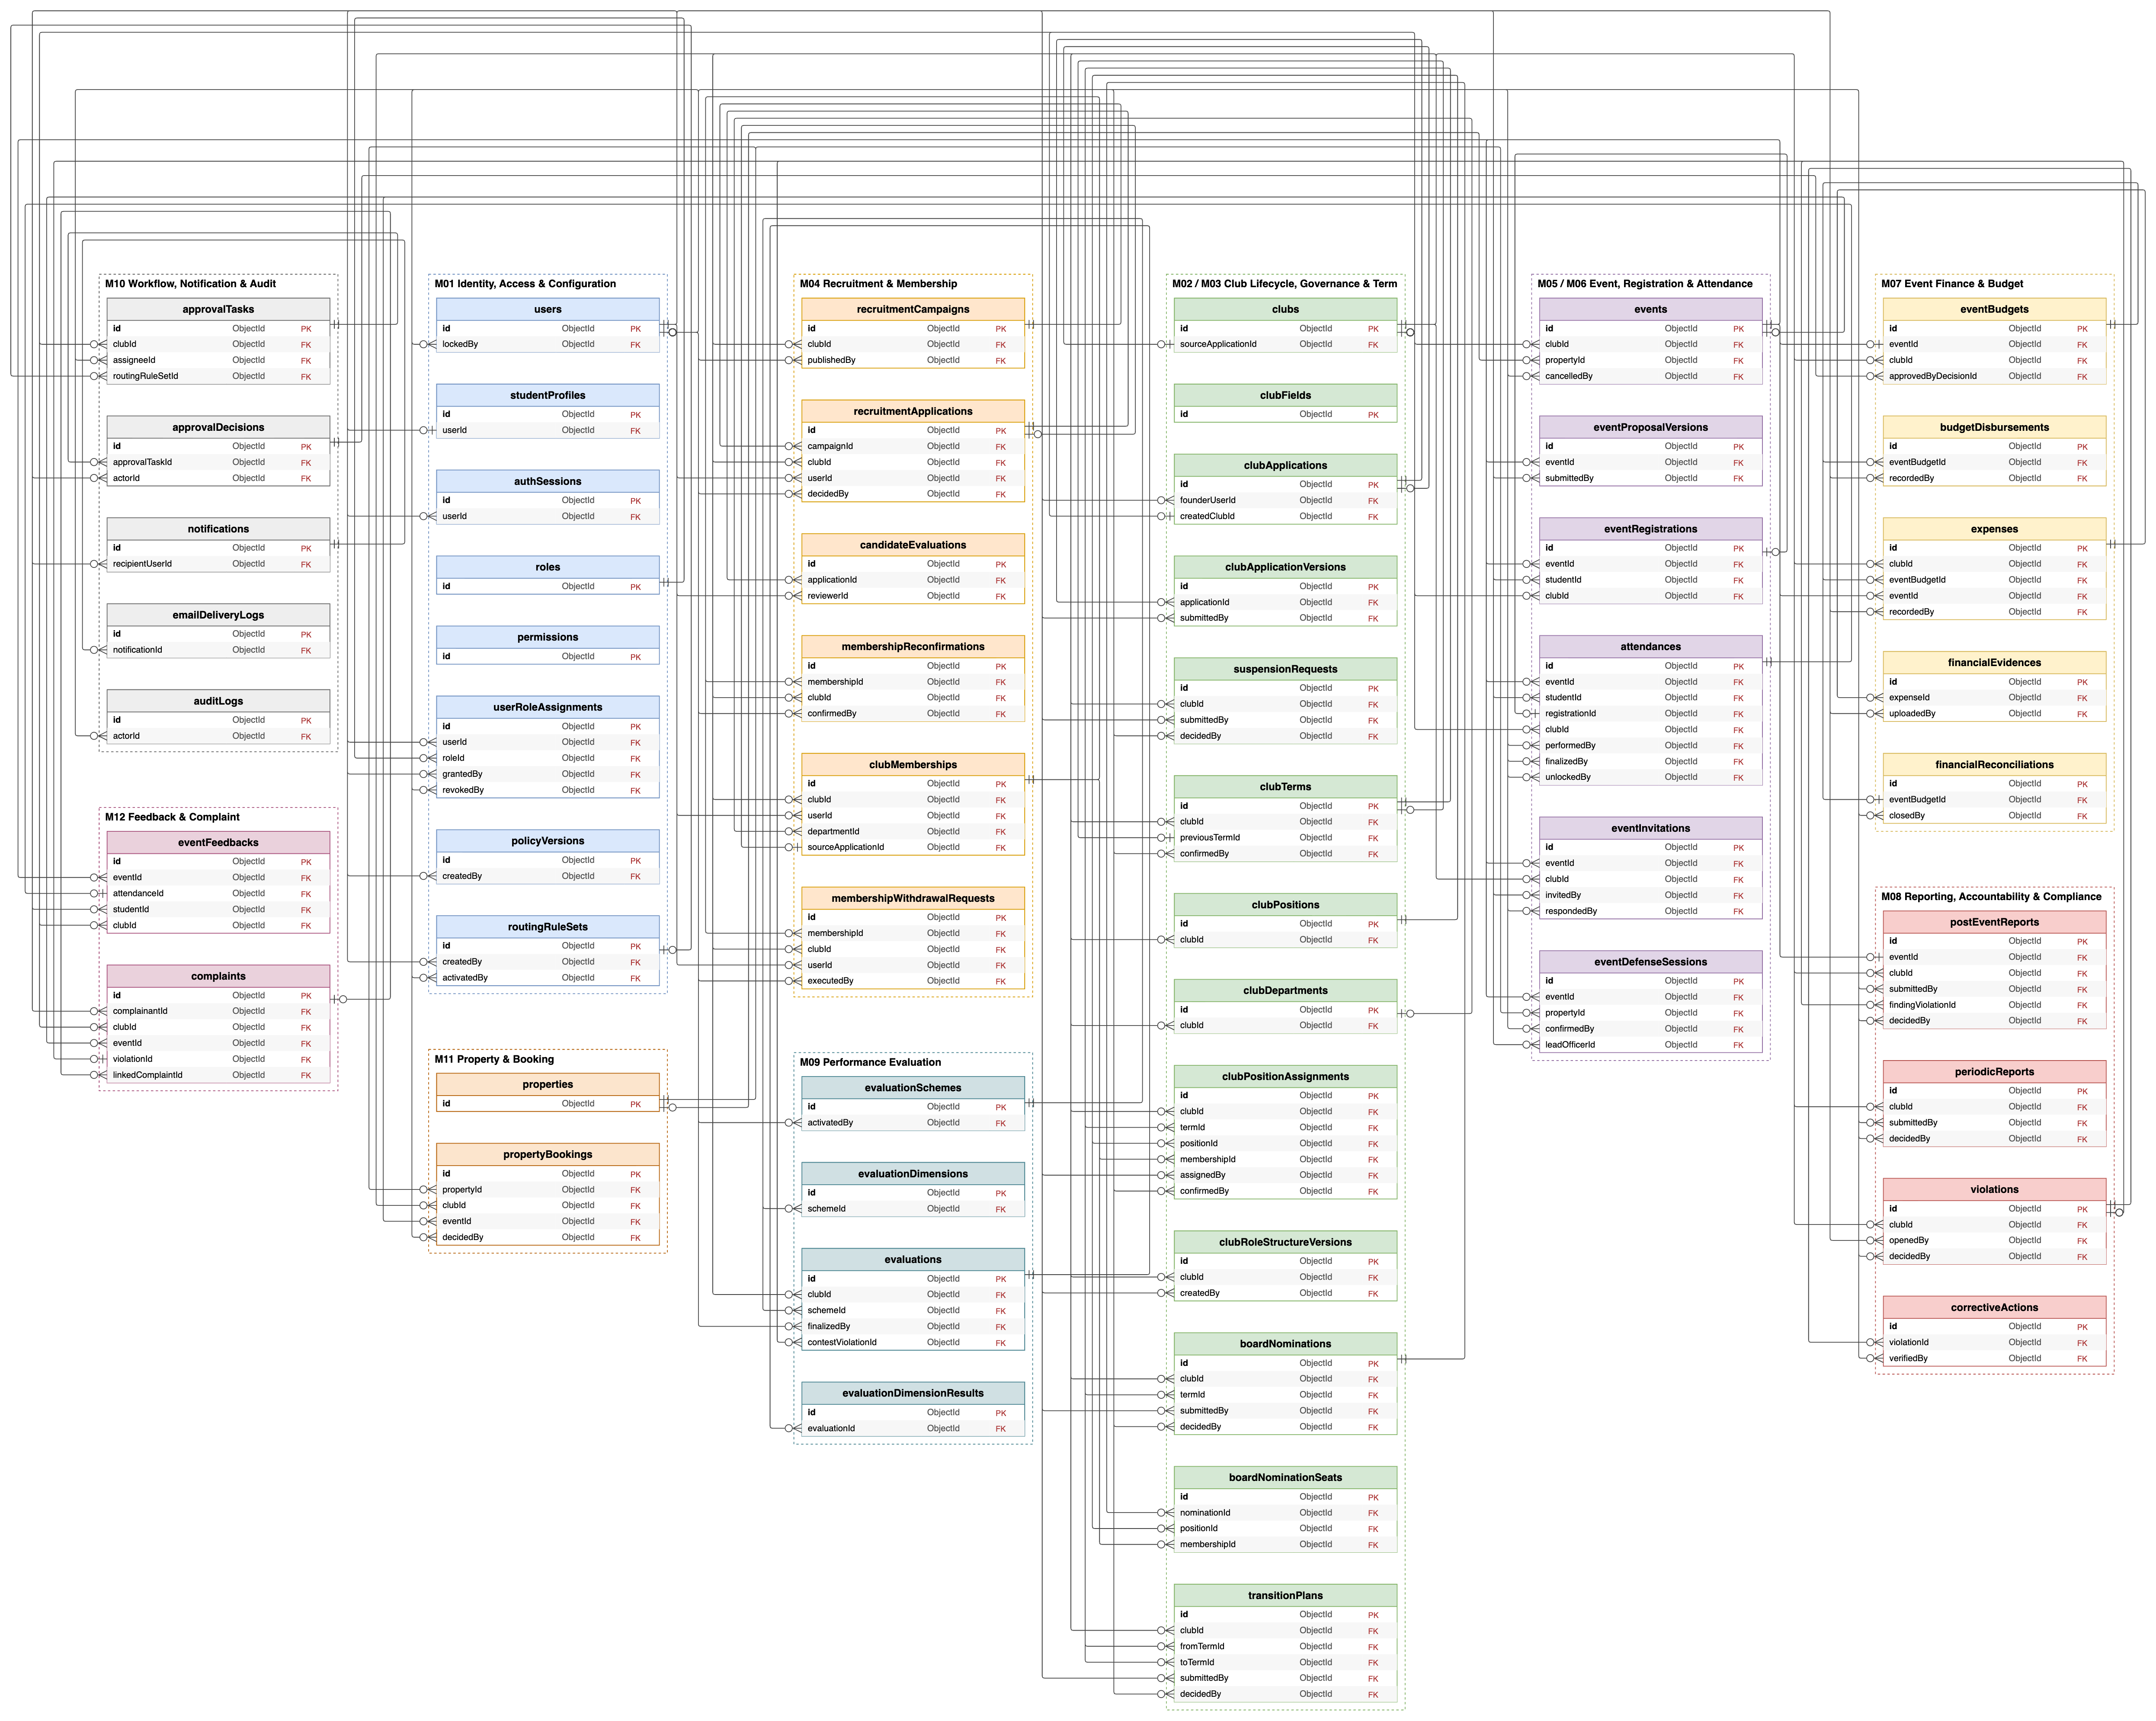 M10 Workflow, Notification & Audit
approvalTasks
id ObjectId PK
clubId ObjectId FK
assigneeId ObjectId FK
routingRuleSetId ObjectId FK
approvalDecisions
id ObjectId PK
approvalTaskId ObjectId FK
actorId ObjectId FK
notifications
id ObjectId PK
recipientUserId ObjectId FK
emailDeliveryLogs
id ObjectId PK
notificationId ObjectId FK
auditLogs
id ObjectId PK
actorId ObjectId FK
M12 Feedback & Complaint
eventFeedbacks
id ObjectId PK
eventId ObjectId FK
attendanceId ObjectId FK
studentId ObjectId FK
clubId ObjectId FK
complaints
id ObjectId PK
complainantId ObjectId FK
clubId ObjectId FK
eventId ObjectId FK
violationId ObjectId FK
linkedComplaintId ObjectId FK
M01 Identity, Access & Configuration
users
id ObjectId PK
lockedBy ObjectId FK
studentProfiles
id ObjectId PK
userId ObjectId FK
authSessions
id ObjectId PK
userId ObjectId FK
roles
id ObjectId PK
permissions
id ObjectId PK
userRoleAssignments
id ObjectId PK
userId ObjectId FK
roleId ObjectId FK
grantedBy ObjectId FK
revokedBy ObjectId FK
policyVersions
id ObjectId PK
createdBy ObjectId FK
routingRuleSets
id ObjectId PK
createdBy ObjectId FK
activatedBy ObjectId FK
M11 Property & Booking
properties
id ObjectId PK
propertyBookings
id ObjectId PK
propertyId ObjectId FK
clubId ObjectId FK
eventId ObjectId FK
decidedBy ObjectId FK
M04 Recruitment & Membership
recruitmentCampaigns
id ObjectId PK
clubId ObjectId FK
publishedBy ObjectId FK
recruitmentApplications
id ObjectId PK
campaignId ObjectId FK
clubId ObjectId FK
userId ObjectId FK
decidedBy ObjectId FK
candidateEvaluations
id ObjectId PK
applicationId ObjectId FK
reviewerId ObjectId FK
membershipReconfirmations
id ObjectId PK
membershipId ObjectId FK
clubId ObjectId FK
confirmedBy ObjectId FK
clubMemberships
id ObjectId PK
clubId ObjectId FK
userId ObjectId FK
departmentId ObjectId FK
sourceApplicationId ObjectId FK
membershipWithdrawalRequests
id ObjectId PK
membershipId ObjectId FK
clubId ObjectId FK
userId ObjectId FK
executedBy ObjectId FK
M09 Performance Evaluation
evaluationSchemes
id ObjectId PK
activatedBy ObjectId FK
evaluationDimensions
id ObjectId PK
schemeId ObjectId FK
evaluations
id ObjectId PK
clubId ObjectId FK
schemeId ObjectId FK
finalizedBy ObjectId FK
contestViolationId ObjectId FK
evaluationDimensionResults
id ObjectId PK
evaluationId ObjectId FK
M02 / M03 Club Lifecycle, Governance & Term
clubs
id ObjectId PK
sourceApplicationId ObjectId FK
clubFields
id ObjectId PK
clubApplications
id ObjectId PK
founderUserId ObjectId FK
createdClubId ObjectId FK
clubApplicationVersions
id ObjectId PK
applicationId ObjectId FK
submittedBy ObjectId FK
suspensionRequests
id ObjectId PK
clubId ObjectId FK
submittedBy ObjectId FK
decidedBy ObjectId FK
clubTerms
id ObjectId PK
clubId ObjectId FK
previousTermId ObjectId FK
confirmedBy ObjectId FK
clubPositions
id ObjectId PK
clubId ObjectId FK
clubDepartments
id ObjectId PK
clubId ObjectId FK
clubPositionAssignments
id ObjectId PK
clubId ObjectId FK
termId ObjectId FK
positionId ObjectId FK
membershipId ObjectId FK
assignedBy ObjectId FK
confirmedBy ObjectId FK
clubRoleStructureVersions
id ObjectId PK
clubId ObjectId FK
createdBy ObjectId FK
boardNominations
id ObjectId PK
clubId ObjectId FK
termId ObjectId FK
submittedBy ObjectId FK
decidedBy ObjectId FK
boardNominationSeats
id ObjectId PK
nominationId ObjectId FK
positionId ObjectId FK
membershipId ObjectId FK
transitionPlans
id ObjectId PK
clubId ObjectId FK
fromTermId ObjectId FK
toTermId ObjectId FK
submittedBy ObjectId FK
decidedBy ObjectId FK
M05 / M06 Event, Registration & Attendance
events
id ObjectId PK
clubId ObjectId FK
propertyId ObjectId FK
cancelledBy ObjectId FK
eventProposalVersions
id ObjectId PK
eventId ObjectId FK
submittedBy ObjectId FK
eventRegistrations
id ObjectId PK
eventId ObjectId FK
studentId ObjectId FK
clubId ObjectId FK
attendances
id ObjectId PK
eventId ObjectId FK
studentId ObjectId FK
registrationId ObjectId FK
clubId ObjectId FK
performedBy ObjectId FK
finalizedBy ObjectId FK
unlockedBy ObjectId FK
eventInvitations
id ObjectId PK
eventId ObjectId FK
clubId ObjectId FK
invitedBy ObjectId FK
respondedBy ObjectId FK
eventDefenseSessions
id ObjectId PK
eventId ObjectId FK
propertyId ObjectId FK
confirmedBy ObjectId FK
leadOfficerId ObjectId FK
M07 Event Finance & Budget
eventBudgets
id ObjectId PK
eventId ObjectId FK
clubId ObjectId FK
approvedByDecisionId ObjectId FK
budgetDisbursements
id ObjectId PK
eventBudgetId ObjectId FK
recordedBy ObjectId FK
expenses
id ObjectId PK
clubId ObjectId FK
eventBudgetId ObjectId FK
eventId ObjectId FK
recordedBy ObjectId FK
financialEvidences
id ObjectId PK
expenseId ObjectId FK
uploadedBy ObjectId FK
financialReconciliations
id ObjectId PK
eventBudgetId ObjectId FK
closedBy ObjectId FK
M08 Reporting, Accountability & Compliance
postEventReports
id ObjectId PK
eventId ObjectId FK
clubId ObjectId FK
submittedBy ObjectId FK
findingViolationId ObjectId FK
decidedBy ObjectId FK
periodicReports
id ObjectId PK
clubId ObjectId FK
submittedBy ObjectId FK
decidedBy ObjectId FK
violations
id ObjectId PK
clubId ObjectId FK
openedBy ObjectId FK
decidedBy ObjectId FK
correctiveActions
id ObjectId PK
violationId ObjectId FK
verifiedBy ObjectId FK